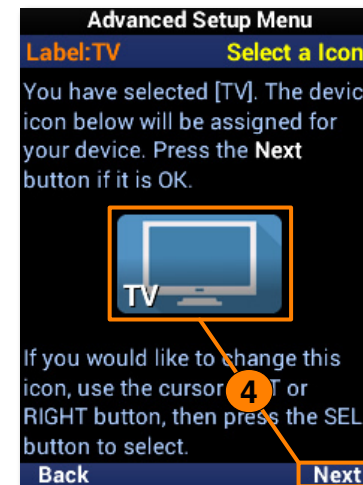 Advanced Setup Menu
Label:TV Select a Icon
You have selected [TV]. The devic
icon below will be assigned for
your device. Press the Next
button if it is OK.
TV
If you would like to change this
icon, use the cursor T or
4
RIGHT button, then press the SEL
button to select.
Back Next